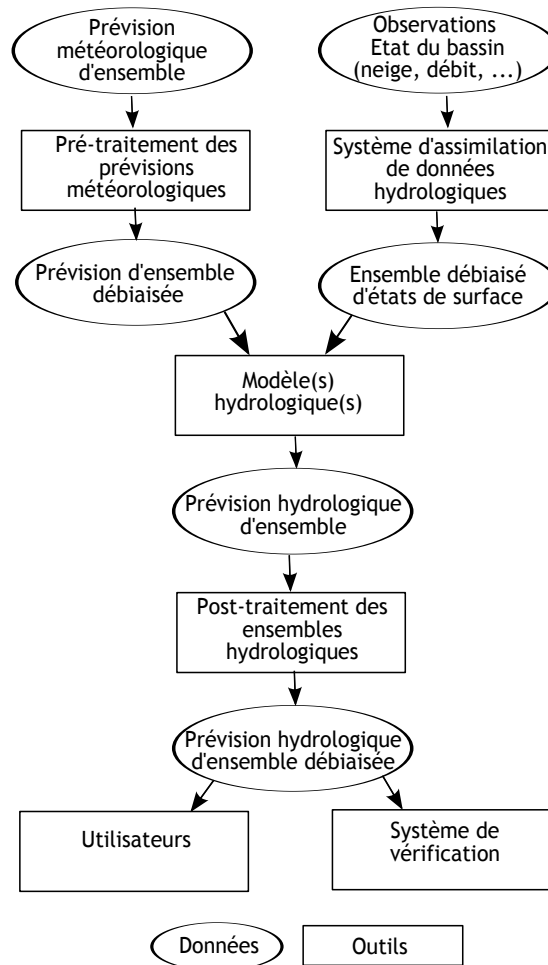 Prévision
météorologique
d'ensemble
Observations
Etat du bassin
(neige, débit, ...)
Pré-traitement des
prévisions
météorologiques
Système d'assimilation
de données
hydrologiques
Prévision d'ensemble
débiaisée
Ensemble débiaisé
d'états de surface
Modèle(s)
hydrologique(s)
Prévision hydrologique
d'ensemble
Post-traitement des
ensembles
hydrologiques
Prévision hydrologique
d'ensemble débiaisée
Utilisateurs
Système de
vérification
Données
Outils